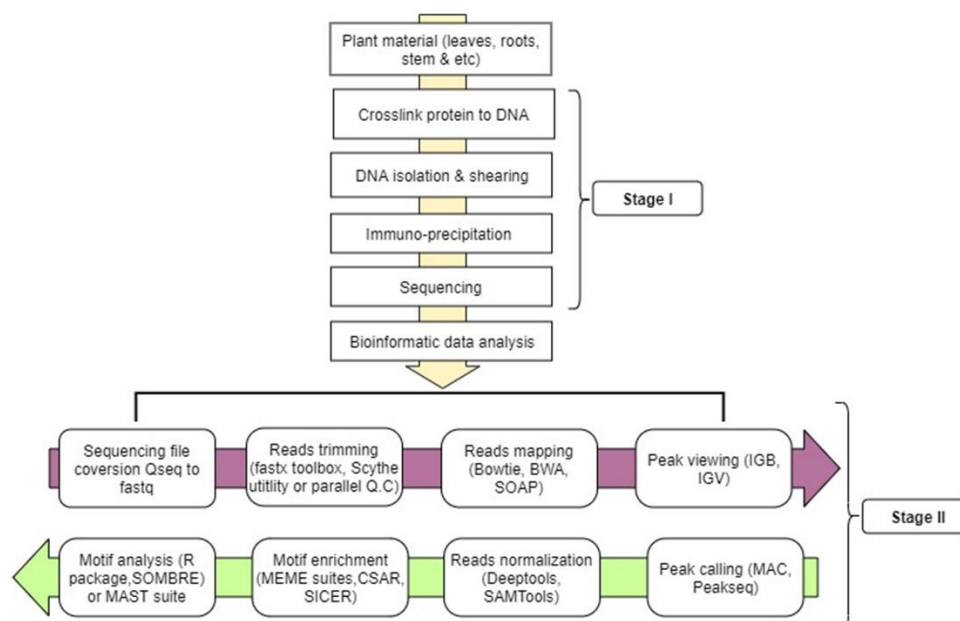 Plant material (leaves, roots,
stem & etc)
Crosslink protein to DNA
DNA isolation & shearing
Stage I
Immuno-precipitation
Sequencing
Bioinformatic data analysis
Sequencing file
coversion Qseq to
fastq
Reads trimming
(fastx toolbox, Scythe
utitlity or parallel Q.C)
Reads mapping
(Bowtie, BWA,
SOAP)
Peak viewing (IGB,
IGV)
Stage II
Motif analysis (R
package,SOMBRE)
or MAST suite
Motif enrichment
(MEME suites,CSAR,
SICER)
Reads normalization
(Deeptools,
SAMTools)
Peak calling (MAC,
Peakseq)